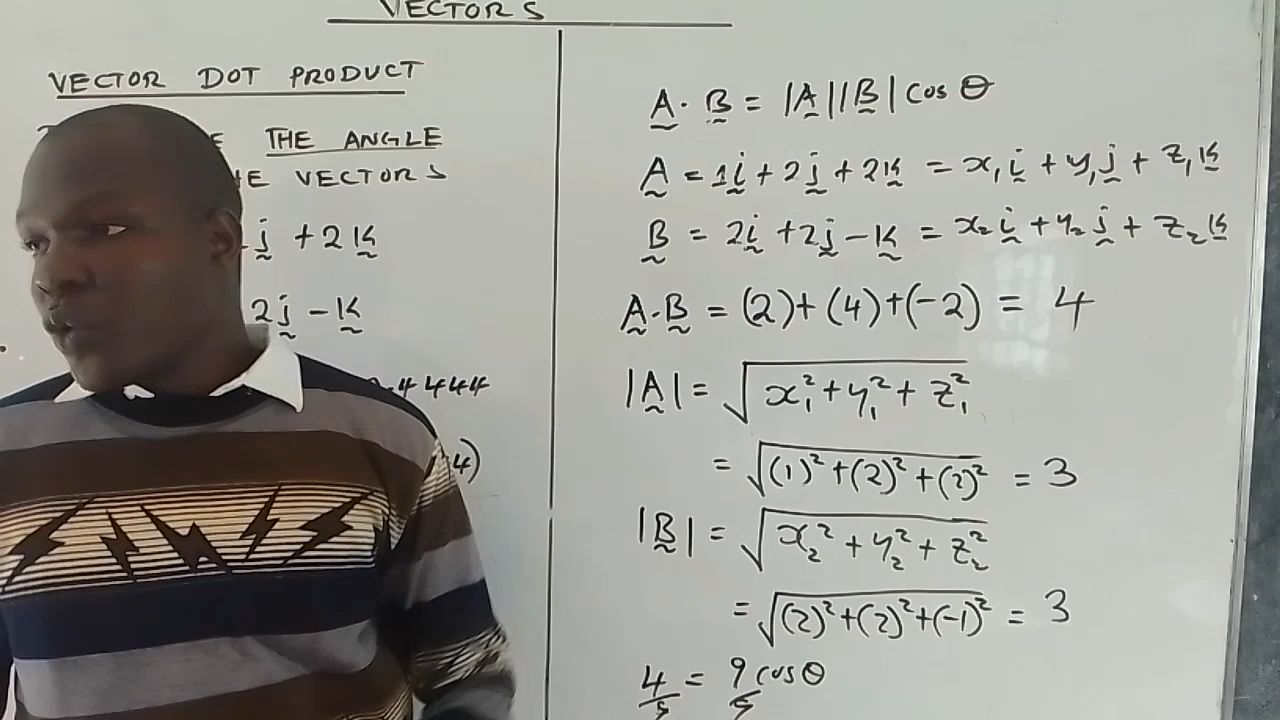 VECTORS
VECTOR DOT PRODUCT
THE ANGLE
VECTORS
j + 2k
2j - k
4444
4)
A · B = |A||B| cos θ
A = 1i + 2j + 2k = x₁i + y₁j + z₁k
B = 2i + 2j - k = x₂i + y₂j + z₂k
A·B = (2)+(4)+(-2) = 4
|A| = √(x₁² + y₁² + z₁²)
= √((1)² + (2)² + (2)²) = 3
|B| = √(x₂² + y₂² + z₂²)
= √((2)² + (2)² + (-1)²) = 3
4 = 9 cos θ